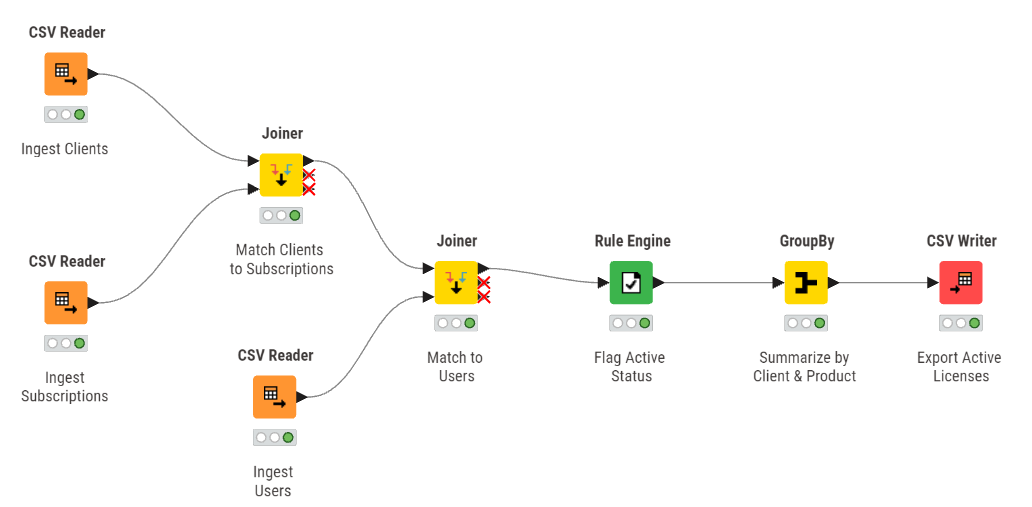 CSV Reader
Ingest Clients
Joiner
Match Clients
to Subscriptions
CSV Reader
Ingest
Subscriptions
CSV Reader
Ingest
Users
Joiner
Match to
Users
Rule Engine
Flag Active
Status
GroupBy
Summarize by
Client & Product
CSV Writer
Export Active
Licenses